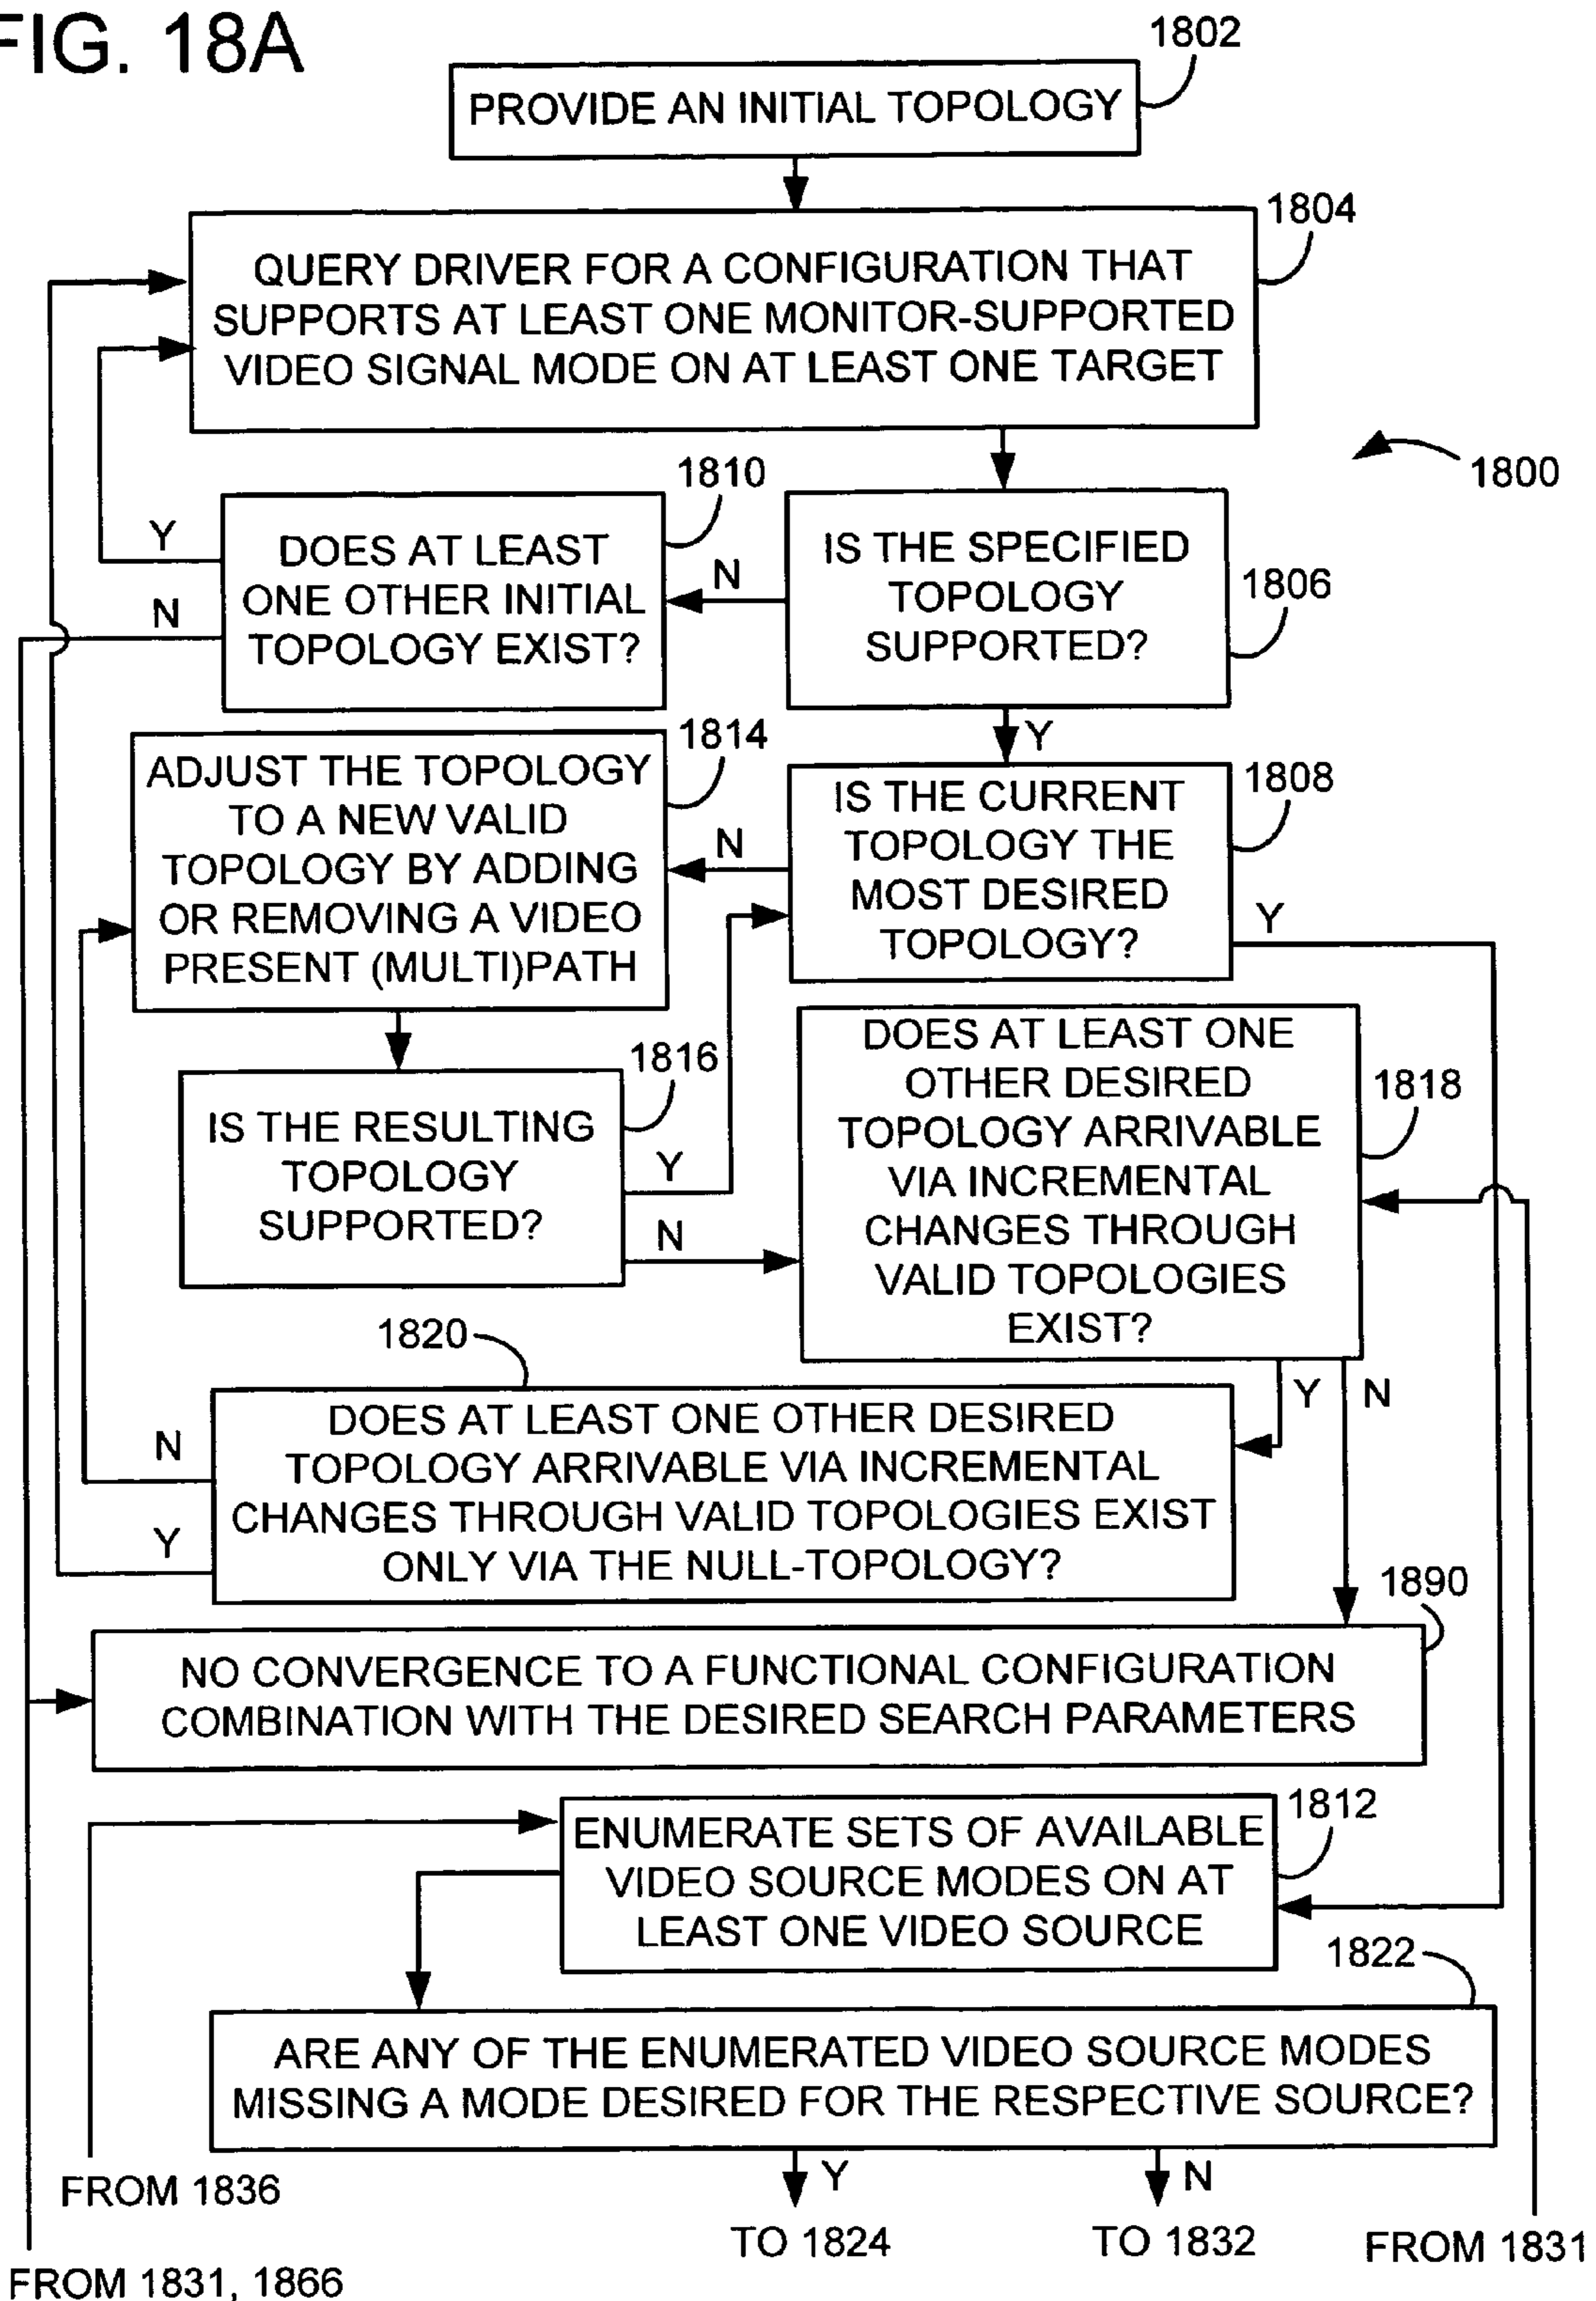 FIG. 18A
1802
PROVIDE AN INITIAL TOPOLOGY
1804
QUERY DRIVER FOR A CONFIGURATION THAT
SUPPORTS AT LEAST ONE MONITOR-SUPPORTED
VIDEO SIGNAL MODE ON AT LEAST ONE TARGET
1800
1810
Y
N
DOES AT LEAST
ONE OTHER INITIAL
TOPOLOGY EXIST?
N
IS THE SPECIFIED
TOPOLOGY
SUPPORTED?
1806
Y
1814
ADJUST THE TOPOLOGY
TO A NEW VALID
TOPOLOGY BY ADDING
OR REMOVING A VIDEO
PRESENT (MULTI)PATH
N
1808
IS THE CURRENT
TOPOLOGY THE
MOST DESIRED
TOPOLOGY?
Y
1816
IS THE RESULTING
TOPOLOGY
SUPPORTED?
Y
N
DOES AT LEAST ONE
OTHER DESIRED
TOPOLOGY ARRIVABLE
VIA INCREMENTAL
CHANGES THROUGH
VALID TOPOLOGIES
EXIST?
1818
Y
N
1820
DOES AT LEAST ONE OTHER DESIRED
TOPOLOGY ARRIVABLE VIA INCREMENTAL
CHANGES THROUGH VALID TOPOLOGIES EXIST
ONLY VIA THE NULL-TOPOLOGY?
N
Y
1890
NO CONVERGENCE TO A FUNCTIONAL CONFIGURATION
COMBINATION WITH THE DESIRED SEARCH PARAMETERS
1812
ENUMERATE SETS OF AVAILABLE
VIDEO SOURCE MODES ON AT
LEAST ONE VIDEO SOURCE
1822
ARE ANY OF THE ENUMERATED VIDEO SOURCE MODES
MISSING A MODE DESIRED FOR THE RESPECTIVE SOURCE?
Y
N
FROM 1836
TO 1824
TO 1832
FROM 1831
FROM 1831, 1866